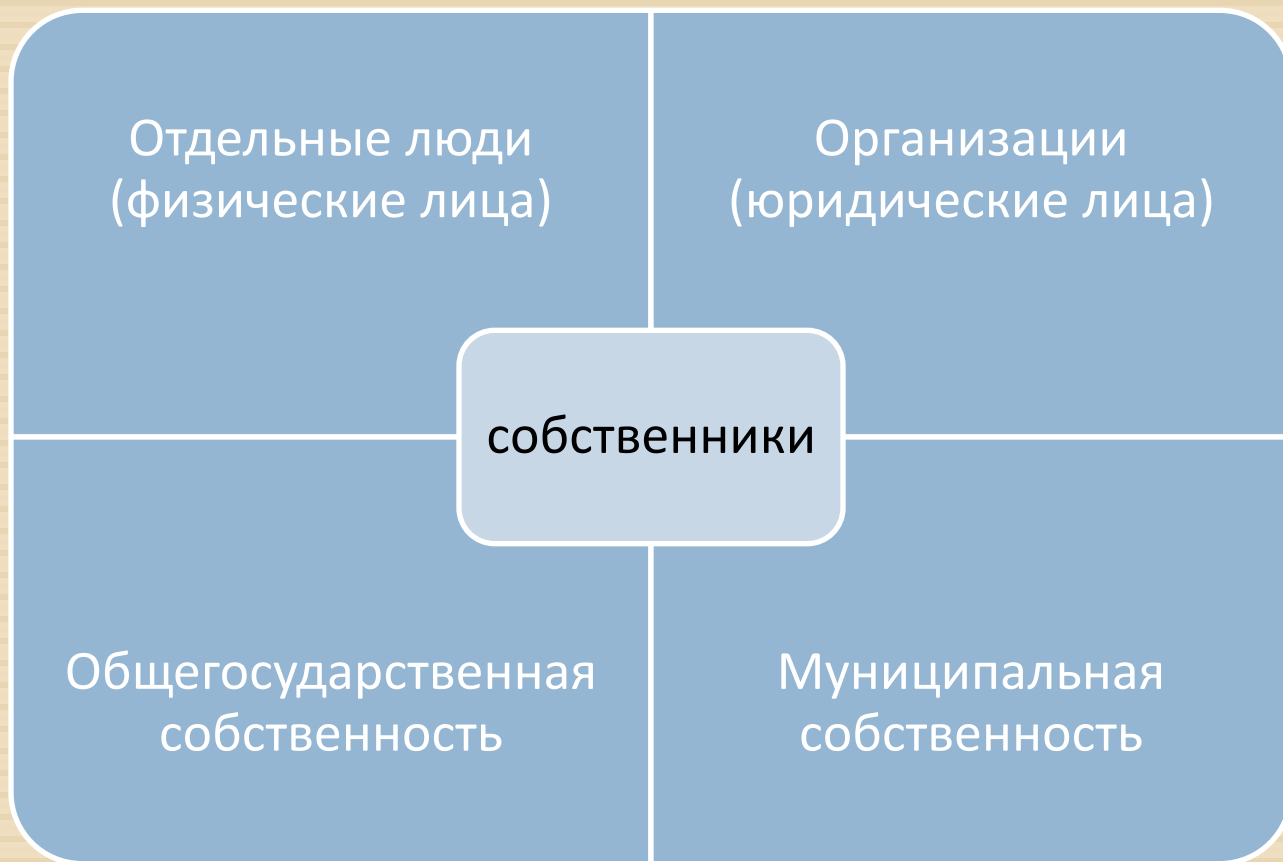 Отдельные люди
(физические лица)
Организации
(юридические лица)
собственники
Общегосударственная
собственность
Муниципальная
собственность